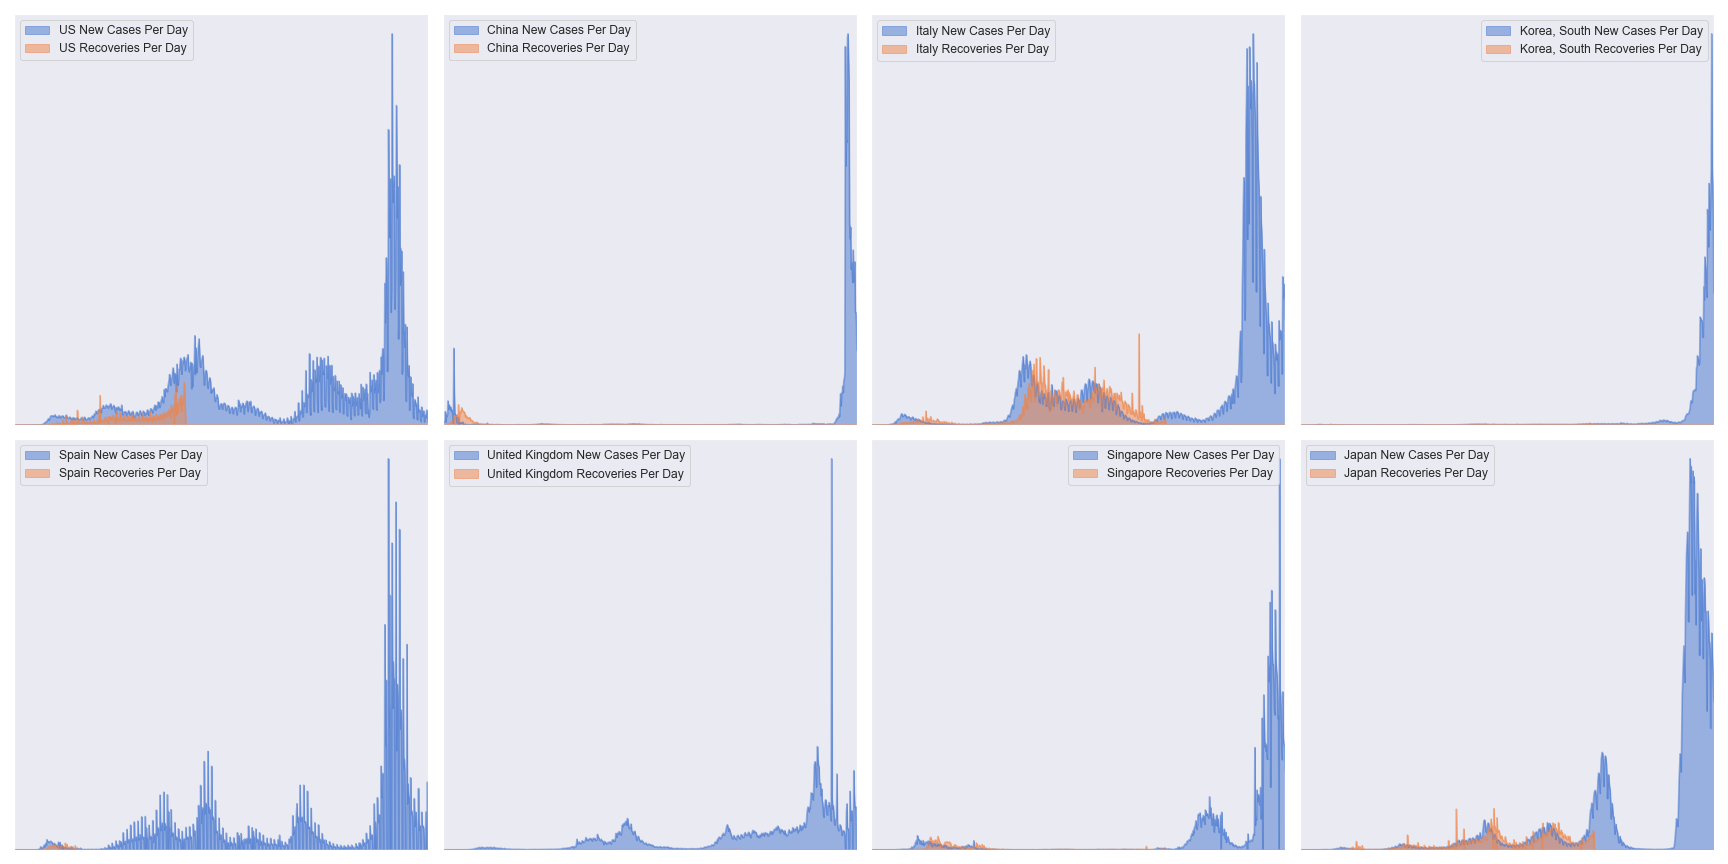 US New Cases Per Day
US Recoveries Per Day
China New Cases Per Day
China Recoveries Per Day
Italy New Cases Per Day
Italy Recoveries Per Day
Korea, South New Cases Per Day
Korea, South Recoveries Per Day
Spain New Cases Per Day
Spain Recoveries Per Day
United Kingdom New Cases Per Day
United Kingdom Recoveries Per Day
Singapore New Cases Per Day
Singapore Recoveries Per Day
Japan New Cases Per Day
Japan Recoveries Per Day